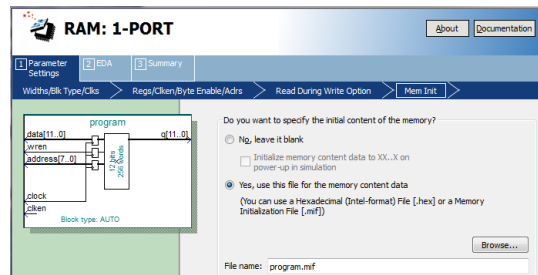 RAM: 1-PORT
About
Documentation
1 Parameter Settings
2 EDA
3 Summary
Widths/Blk Type/Clks
Regs/Clken/Byte Enable/Adrs
Read During Write Option
Mem Init
program
data[11..0]
q[11..0]
wren
address[7..0]
12 bits
256 Words
clock
clken
Block type: AUTO
Do you want to specify the initial content of the memory?
No, leave it blank
Initialize memory content data to XX..X on
power-up in simulation
Yes, use this file for the memory content data
(You can use a Hexadecimal (Intel-format) File [.hex] or a Memory
Initialization File [.mif])
Browse...
File name: program.mif